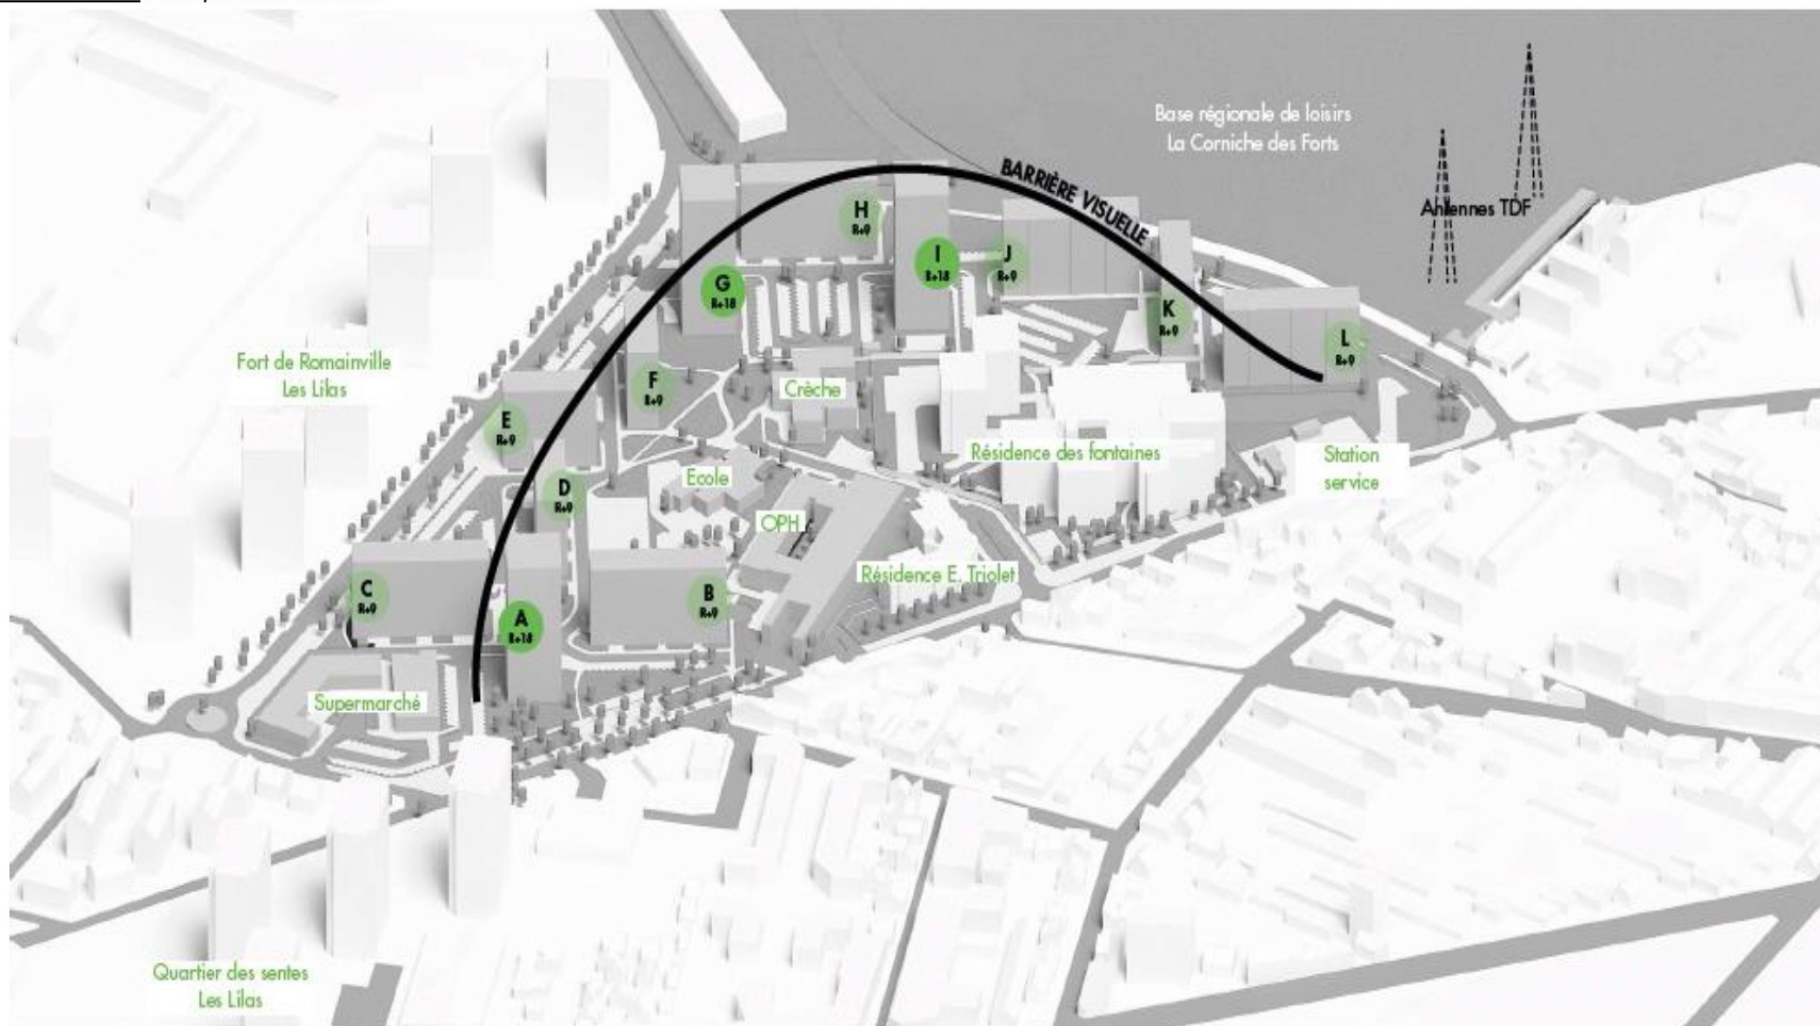 Base régionale de loisirs
La Corniche des Forts
BARRIÈRE VISUELLE
Antennes TDF
H
R+9
I
R+18
J
R+9
G
R+18
K
R+9
L
R+9
Fort de Romainville
Les Lilas
F
R+9
Crèche
E
R+9
Résidence des fontaines
Station
service
Ecole
D
R+9
OPH
Résidence E. Triolet
C
R+9
B
R+9
A
R+18
Supermarché
Quartier des sentes
Les Lilas